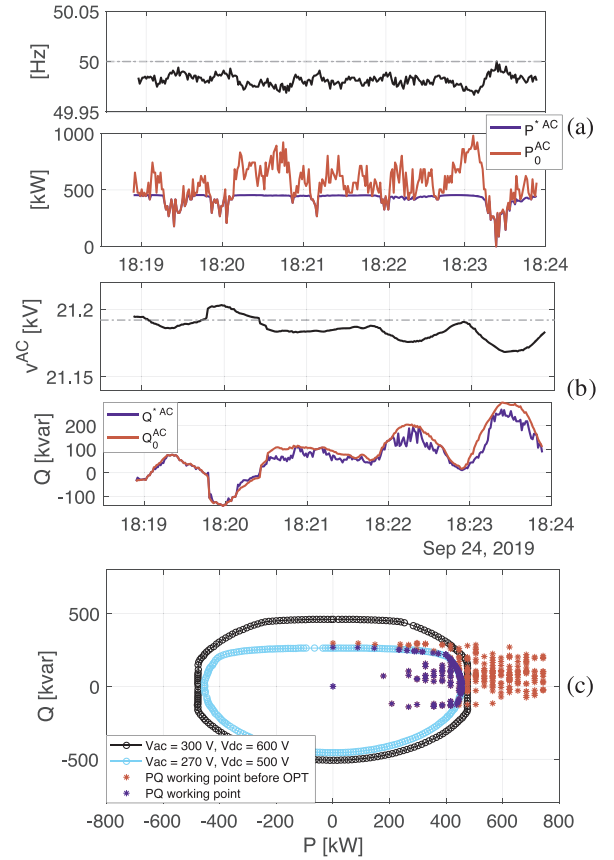 50.05
50
49.95
[Hz]
(a)
P* AC
P0AC
1000
500
0
[kW]
18:19 18:20 18:21 18:22 18:23 18:24
21.2
21.15
vAC [kV]
(b)
Q* AC
Q0AC
200
100
0
-100
Q [kvar]
18:19 18:20 18:21 18:22 18:23 18:24
Sep 24, 2019
500
0
-500
Q [kvar]
(c)
Vac = 300 V, Vdc = 600 V
Vac = 270 V, Vdc = 500 V
PQ working point before OPT
PQ working point
-800 -600 -400 -200 0 200 400 600 800
P [kW]